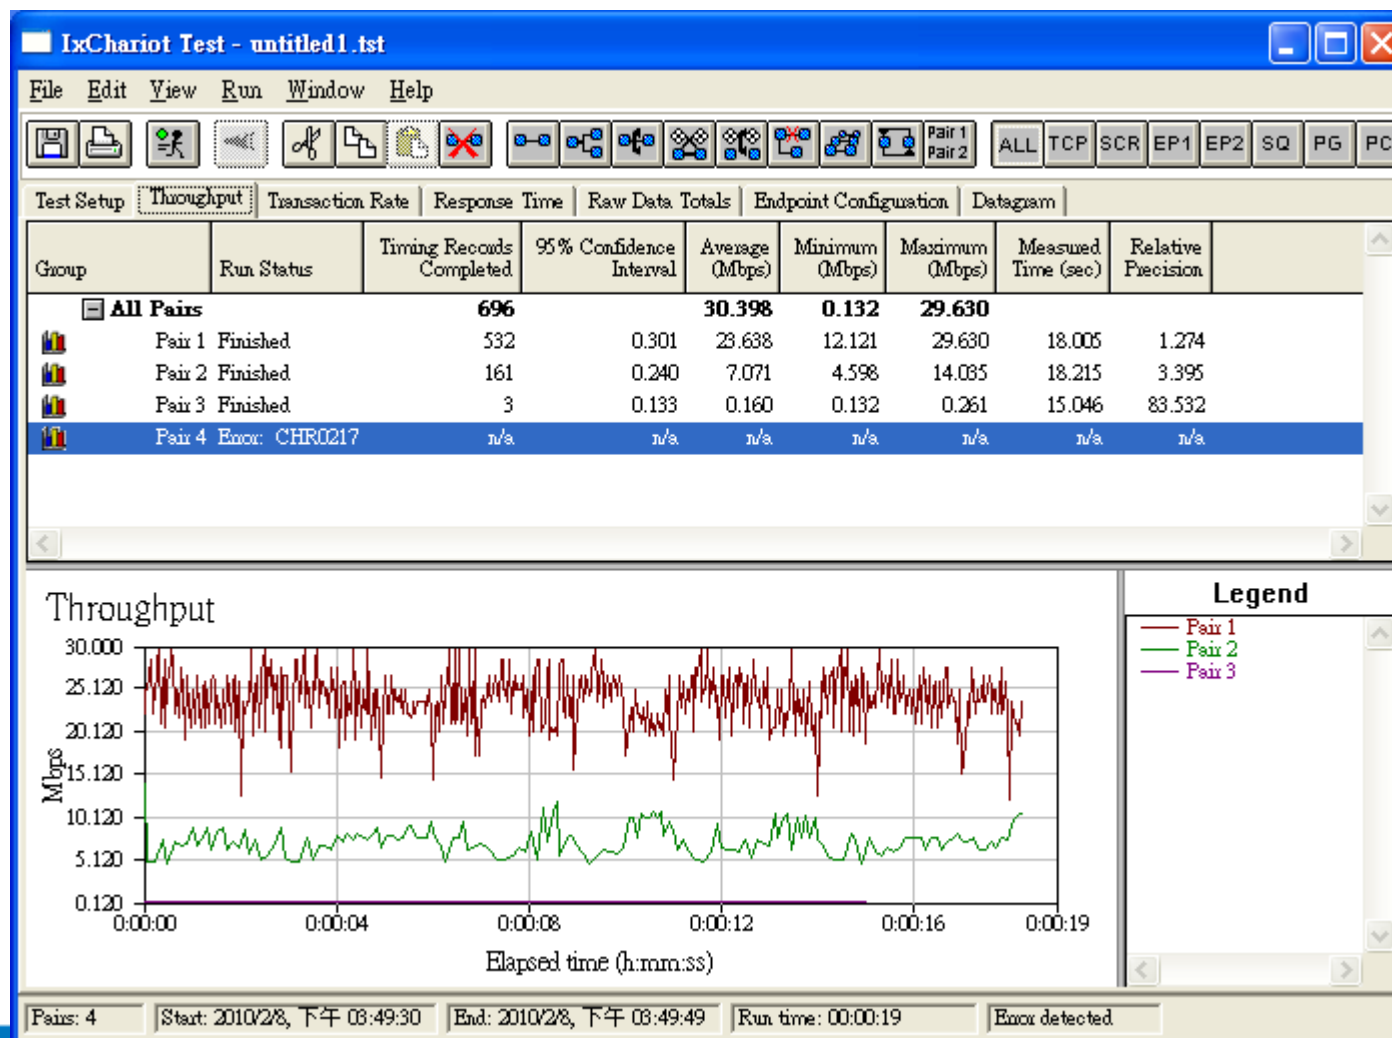 IxChariot Test - untitled1.tst
File Edit View Run Window Help
Pair 1
Pair 2
ALL TCP SCR EP1 EP2 SQ PG PC
Test Setup Throughput Transaction Rate Response Time Raw Data Totals Endpoint Configuration Datagram
Group Run Status Timing Records Completed 95% Confidence Interval Average (Mbps) Minimum (Mbps) Maximum (Mbps) Measured Time (sec) Relative Precision
All Pairs 696 30.398 0.132 29.630
Pair 1 Finished 532 0.301 23.638 12.121 29.630 18.005 1.274
Pair 2 Finished 161 0.240 7.071 4.598 14.035 18.215 3.395
Pair 3 Finished 3 0.133 0.160 0.132 0.261 15.046 83.532
Pair 4 Error: CHR0217 n/a n/a n/a n/a n/a n/a n/a
Throughput
Mbps
30.000
25.120
20.120
15.120
10.120
5.120
0.120
0:00:00 0:00:04 0:00:08 0:00:12 0:00:16 0:00:19
Elapsed time (h:mm:ss)
Legend
Pair 1
Pair 2
Pair 3
Pairs: 4 Start: 2010/2/8, 下午 03:49:30 End: 2010/2/8, 下午 03:49:49 Run time: 00:00:19 Error detected